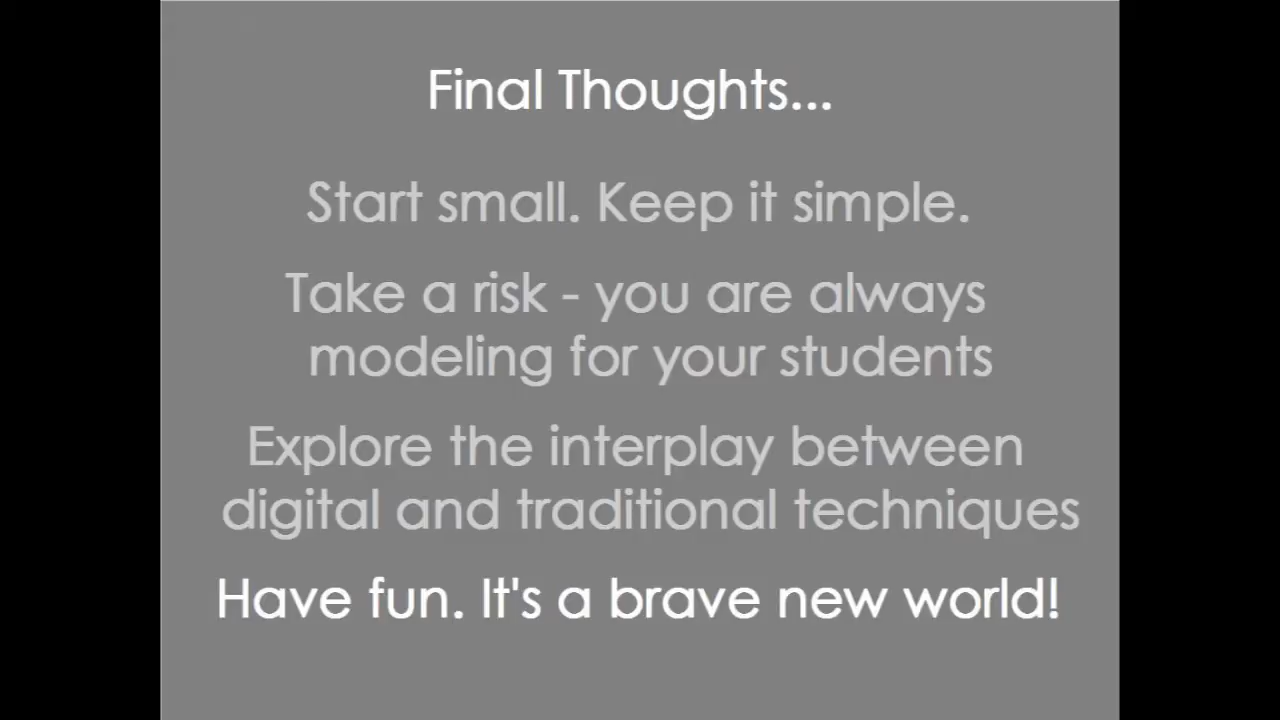 Final Thoughts...
Start small. Keep it simple.
Take a risk - you are always
modeling for your students
Explore the interplay between
digital and traditional techniques
Have fun. It's a brave new world!